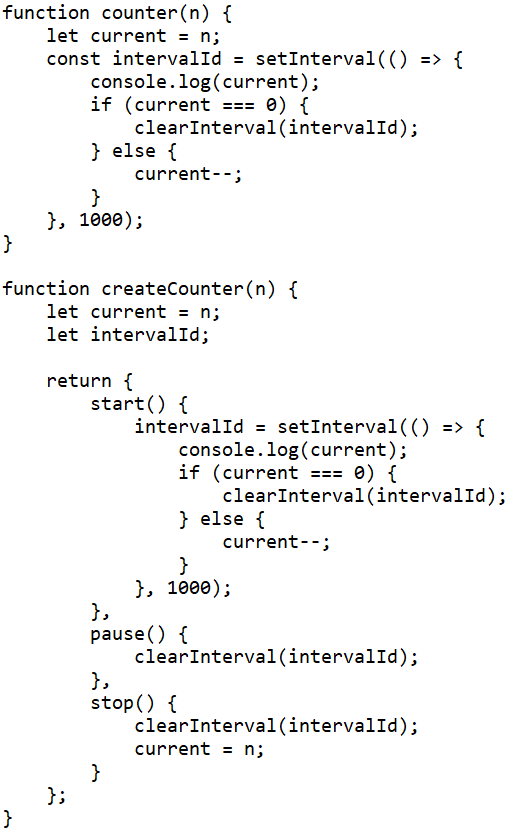 function counter(n) {
    let current = n;
    const intervalId = setInterval(() => {
        console.log(current);
        if (current === 0) {
            clearInterval(intervalId);
        } else {
            current--;
        }
    }, 1000);
}

function createCounter(n) {
    let current = n;
    let intervalId;

    return {
        start() {
            intervalId = setInterval(() => {
                console.log(current);
                if (current === 0) {
                    clearInterval(intervalId);
                } else {
                    current--;
                }
            }, 1000);
        },
        pause() {
            clearInterval(intervalId);
        },
        stop() {
            clearInterval(intervalId);
            current = n;
        }
    };
}